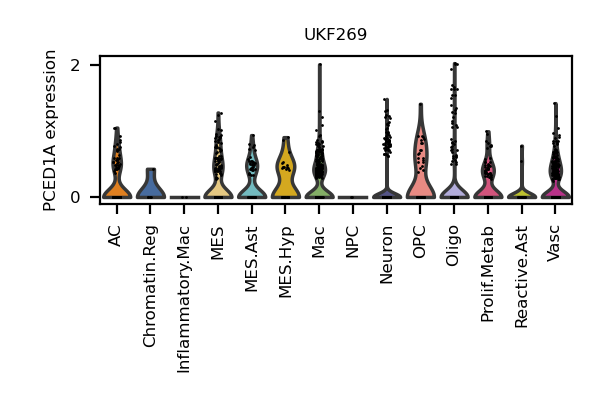 UKF269
PCED1A expression
2
0
AC
Chromatin.Reg
Inflammatory.Mac
MES
MES.Ast
MES.Hyp
Mac
NPC
Neuron
OPC
Oligo
Prolif.Metab
Reactive.Ast
Vasc